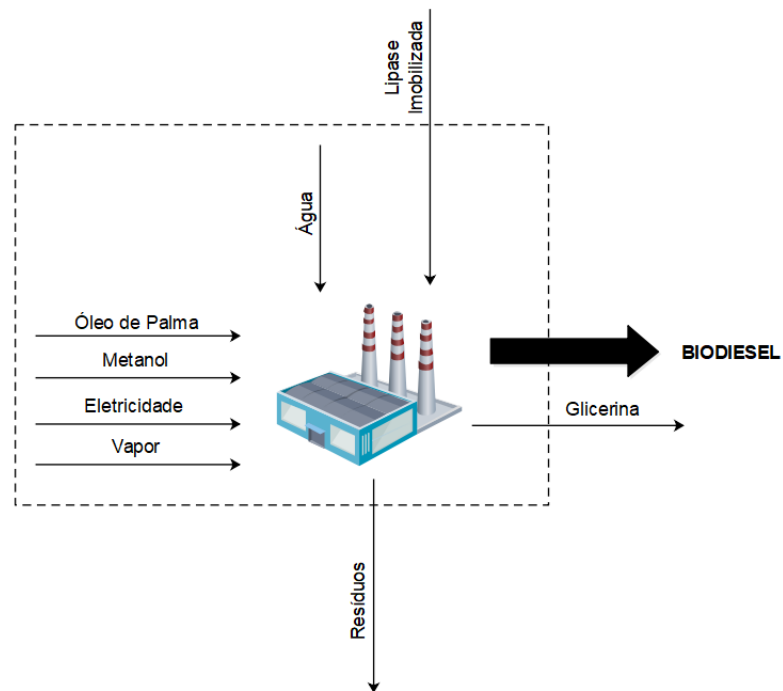 Lipase
Imobilizada
Água
Óleo de Palma
Metanol
Eletricidade
Vapor
BIODIESEL
Glicerina
Resíduos